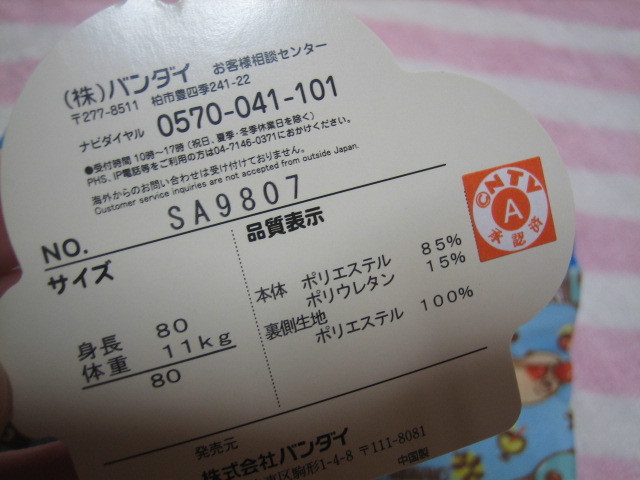 (株)バンダイ お客様相談センター
〒277-8511 柏市豊四季241-22
ナビダイヤル 0570-041-101
●受付時間 10時~17時(祝日、夏季・冬季休業日を除く)
PHS、IP電話等をご利用の方は04-7146-0371におかけください。
海外からのお問い合わせは受け付けておりません。
Customer service inquiries are not accepted from outside Japan.
NO. SA9807
サイズ
身長 80
体重 11kg
80
品質表示
本体 ポリエステル 85%
ポリウレタン 15%
裏側生地
ポリエステル 100%
CNTV
A
承認済
発売元
株式会社バンダイ
区駒形1-4-8 〒111-8081
中国製